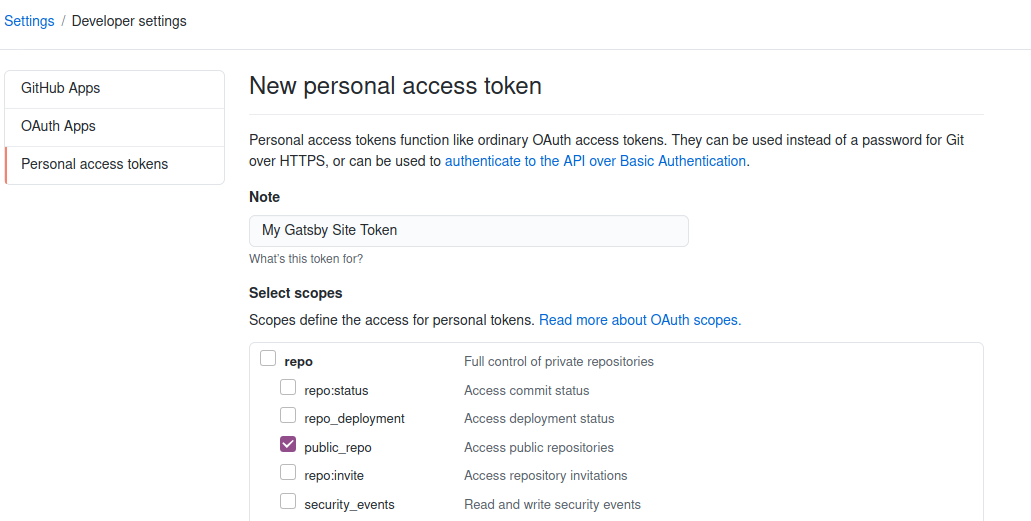 Settings / Developer settings
GitHub Apps
OAuth Apps
Personal access tokens
New personal access token
Personal access tokens function like ordinary OAuth access tokens. They can be used instead of a password for Git
over HTTPS, or can be used to authenticate to the API over Basic Authentication.
Note
My Gatsby Site Token
What's this token for?
Select scopes
Scopes define the access for personal tokens. Read more about OAuth scopes.
repo Full control of private repositories
repo:status Access commit status
repo_deployment Access deployment status
public_repo Access public repositories
repo:invite Access repository invitations
security_events Read and write security events